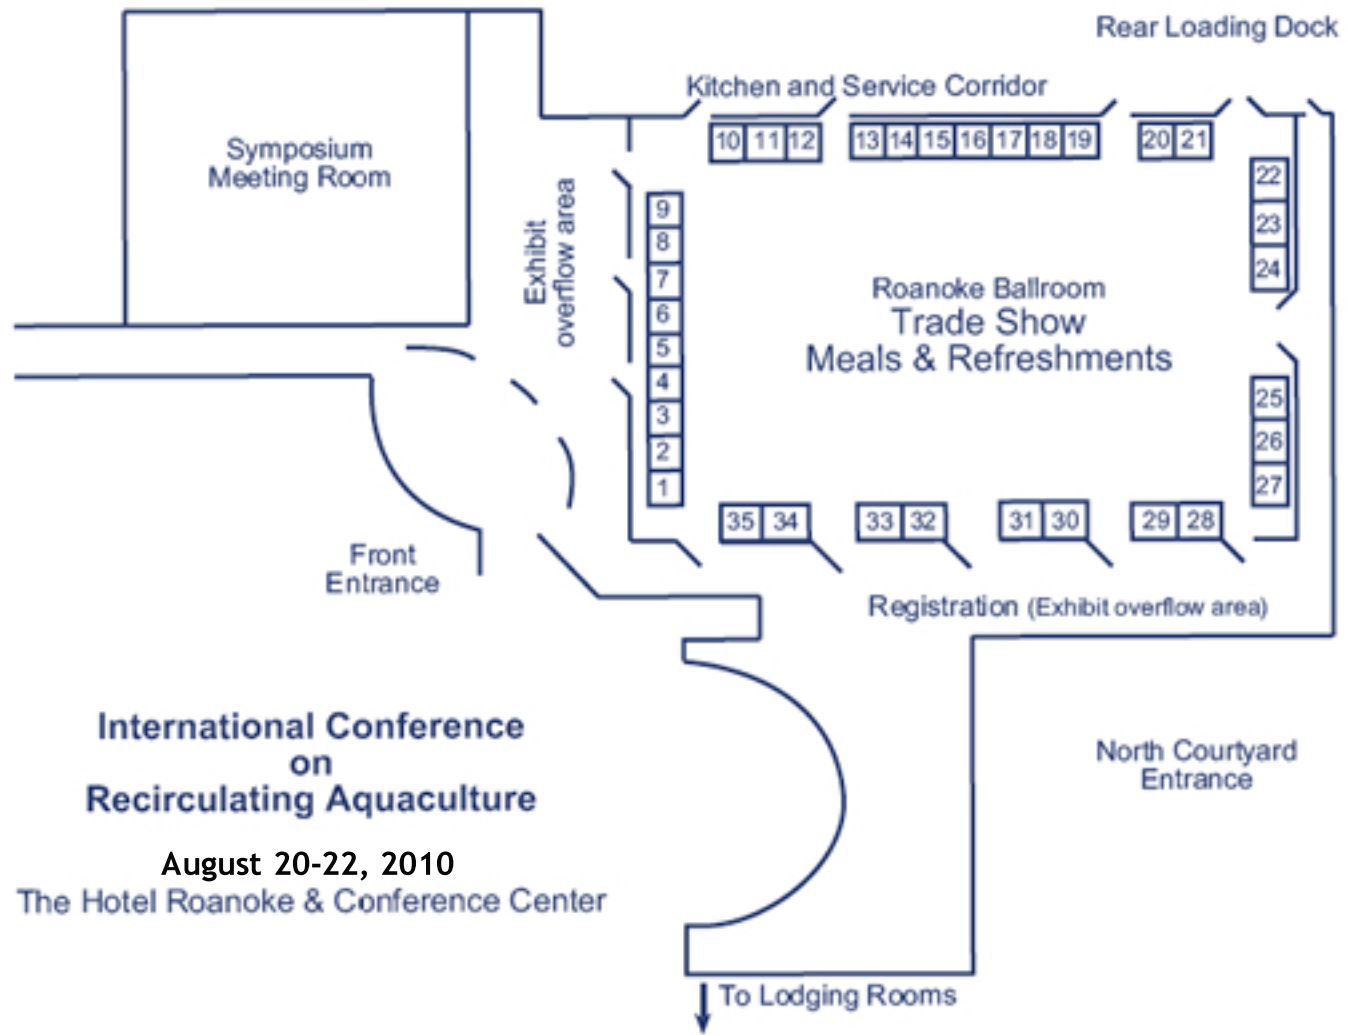 Rear Loading Dock
Kitchen and Service Corridor
10 11 12 13 14 15 16 17 18 19 20 21
Symposium
Meeting Room
Exhibit
overflow area
9
8
7
6
5
4
3
2
1
22
23
24
Roanoke Ballroom
Trade Show
Meals & Refreshments
25
26
27
35 34 33 32 31 30 29 28
Front
Entrance
Registration (Exhibit overflow area)
International Conference
on
Recirculating Aquaculture
August 20-22, 2010
The Hotel Roanoke & Conference Center
North Courtyard
Entrance
To Lodging Rooms